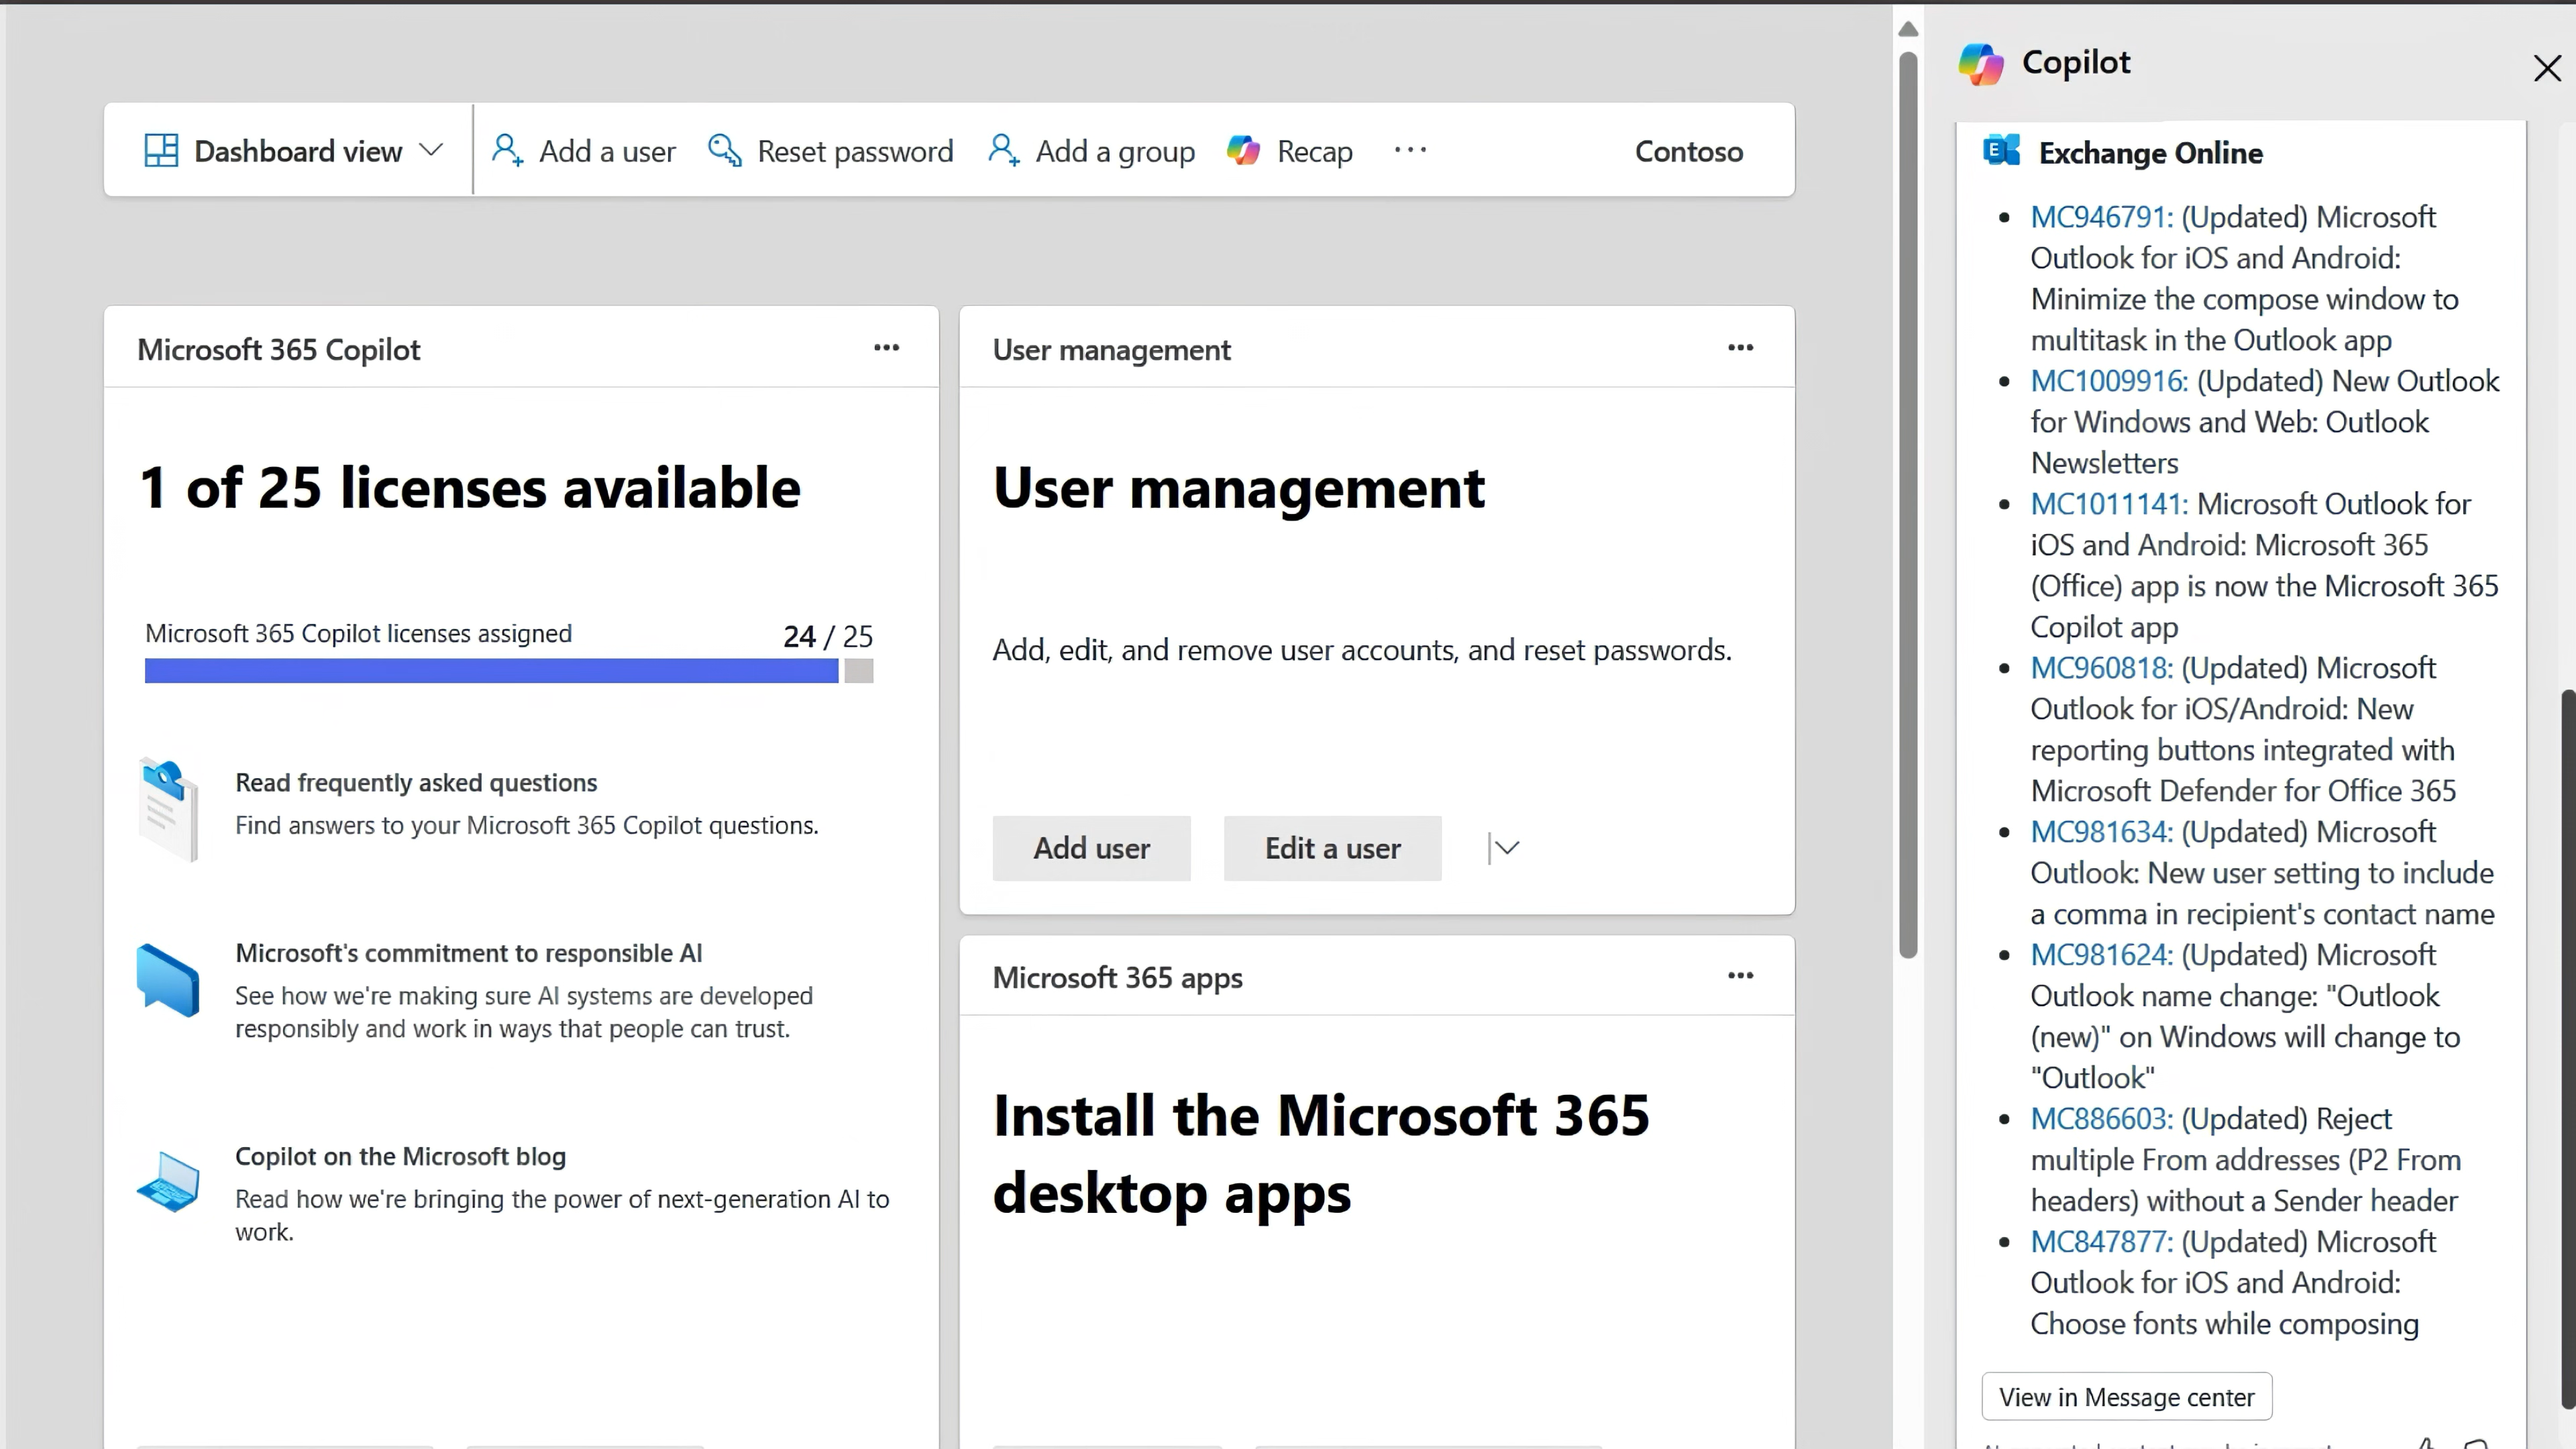 Dashboard view
Add a user
Reset password
Add a group
Recap
Contoso
Microsoft 365 Copilot
1 of 25 licenses available
Microsoft 365 Copilot licenses assigned
24 / 25
Read frequently asked questions
Find answers to your Microsoft 365 Copilot questions.
Microsoft's commitment to responsible AI
See how we're making sure AI systems are developed
responsibly and work in ways that people can trust.
Copilot on the Microsoft blog
Read how we're bringing the power of next-generation AI to
work.
User management
User management
Add, edit, and remove user accounts, and reset passwords.
Add user
Edit a user
Microsoft 365 apps
Install the Microsoft 365
desktop apps
Copilot
Exchange Online
MC946791: (Updated) Microsoft
Outlook for iOS and Android:
Minimize the compose window to
multitask in the Outlook app
MC1009916: (Updated) New Outlook
for Windows and Web: Outlook
Newsletters
MC1011141: Microsoft Outlook for
iOS and Android: Microsoft 365
(Office) app is now the Microsoft 365
Copilot app
MC960818: (Updated) Microsoft
Outlook for iOS/Android: New
reporting buttons integrated with
Microsoft Defender for Office 365
MC981634: (Updated) Microsoft
Outlook: New user setting to include
a comma in recipient's contact name
MC981624: (Updated) Microsoft
Outlook name change: "Outlook
(new)" on Windows will change to
"Outlook"
MC886603: (Updated) Reject
multiple From addresses (P2 From
headers) without a Sender header
MC847877: (Updated) Microsoft
Outlook for iOS and Android:
Choose fonts while composing
View in Message center